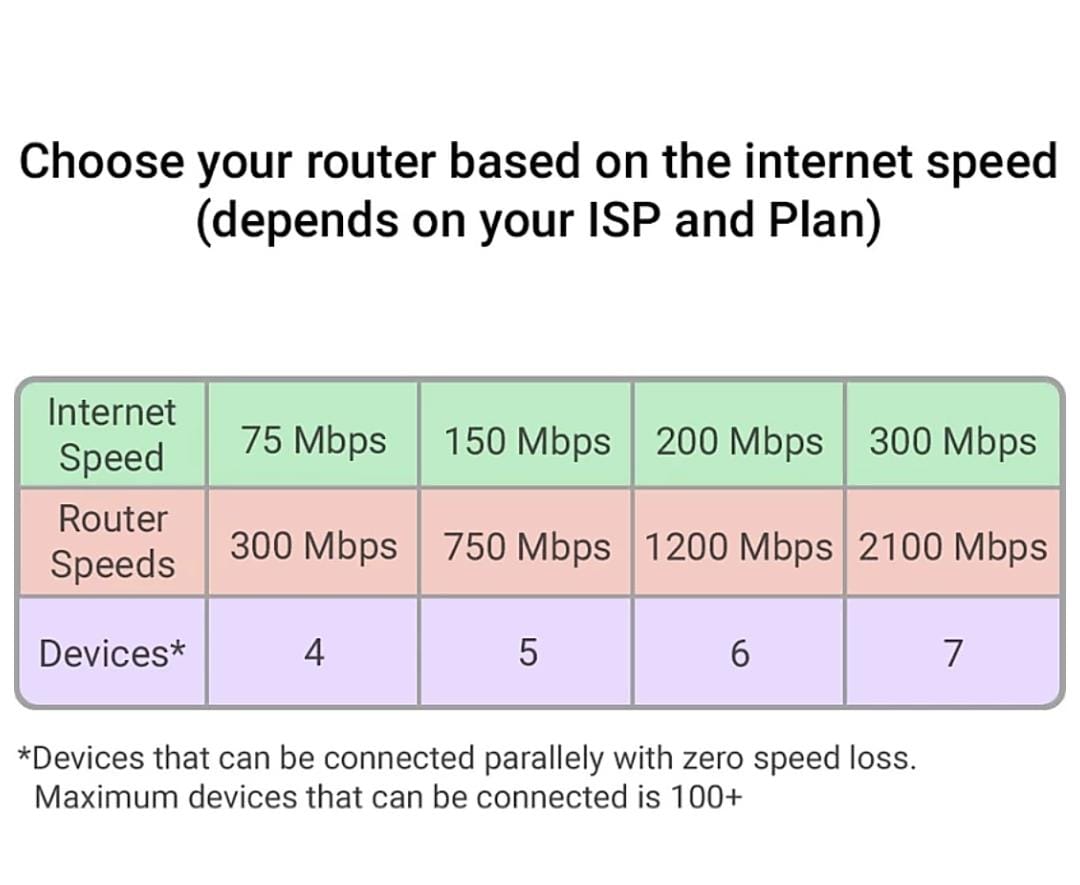 Choose your router based on the internet speed
(depends on your ISP and Plan)
Internet Speed 75 Mbps 150 Mbps 200 Mbps 300 Mbps
Router Speeds 300 Mbps 750 Mbps 1200 Mbps 2100 Mbps
Devices* 4 5 6 7
*Devices that can be connected parallely with zero speed loss.
Maximum devices that can be connected is 100+